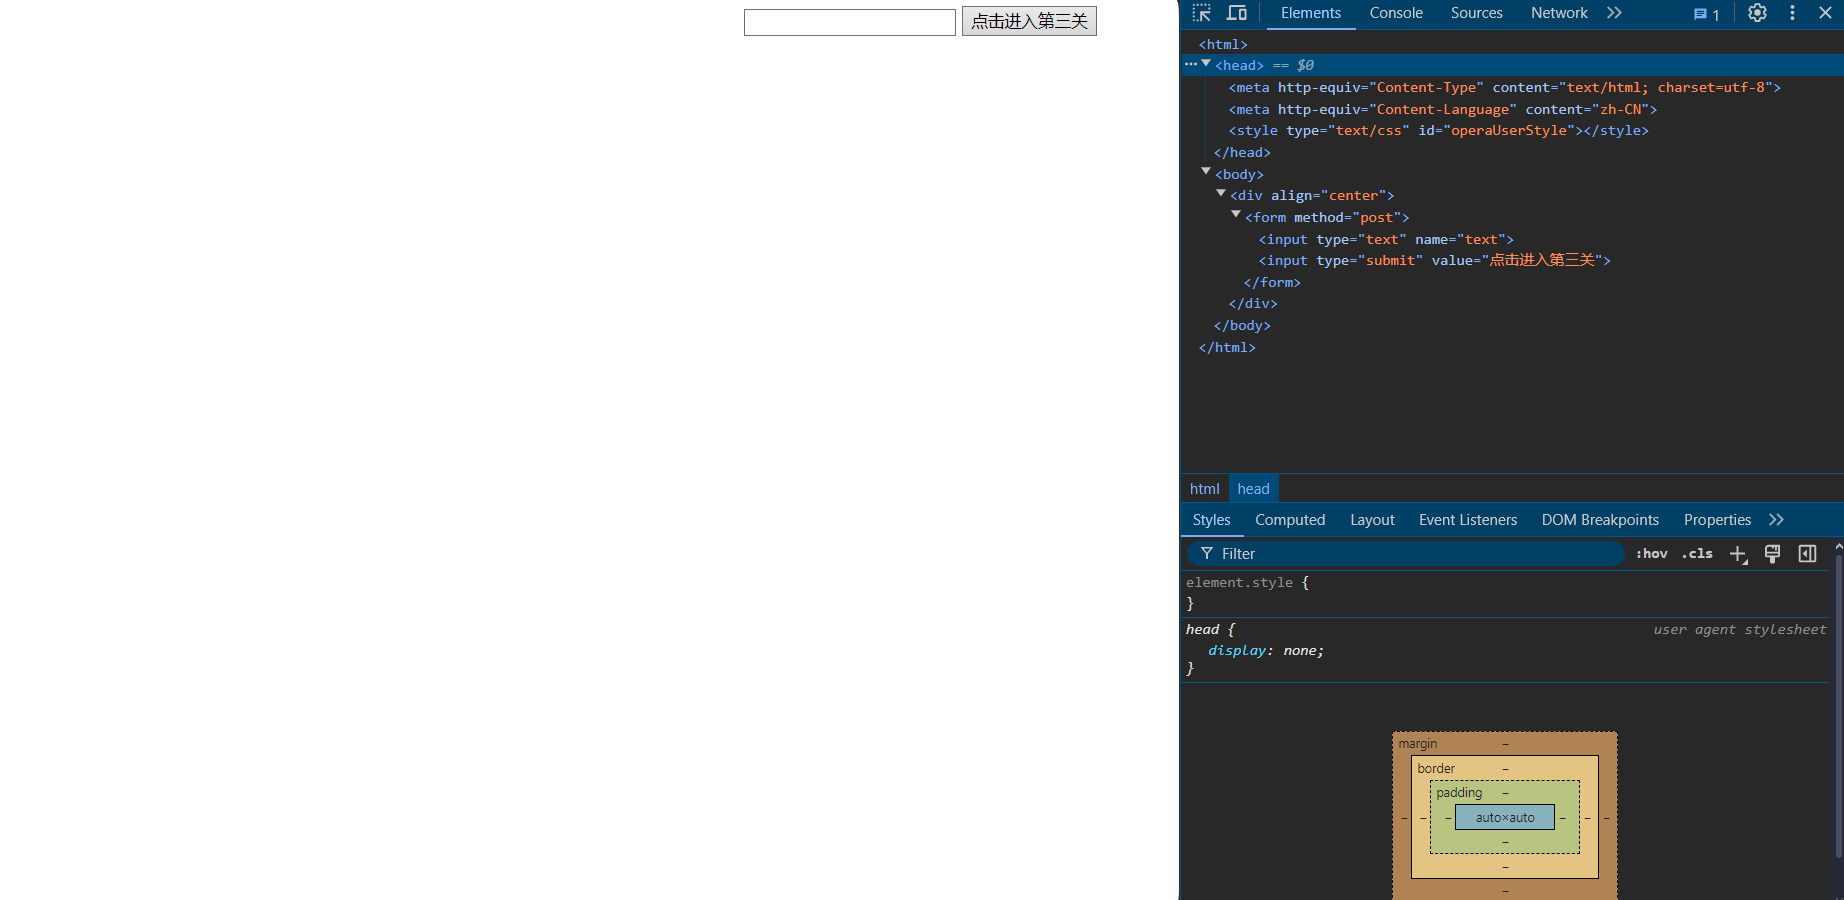 点击进入第三关
Elements Console Sources Network 1
<html>
<head> == $0
<meta http-equiv="Content-Type" content="text/html; charset=utf-8">
<meta http-equiv="Content-Language" content="zh-CN">
<style type="text/css" id="operaUserStyle"></style>
</head>
<body>
<div align="center">
<form method="post">
<input type="text" name="text">
<input type="submit" value="点击进入第三关">
</form>
</div>
</body>
</html>
html head
Styles Computed Layout Event Listeners DOM Breakpoints Properties
Filter :hov .cls
element.style {
}
head { user agent stylesheet
display: none;
}
margin –
border –
padding –
– – – auto×auto – – –
–
–
–